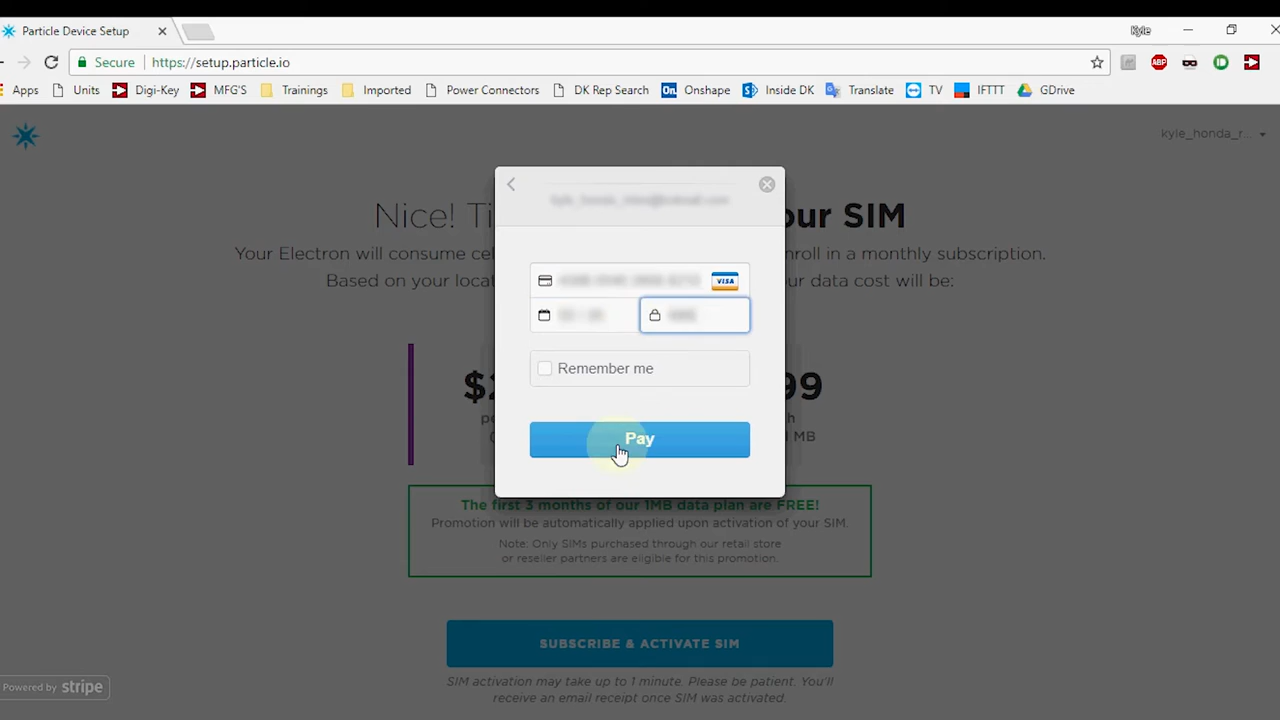 Particle Device Setup
Kyle
Secure https://setup.particle.io
ABP
Apps Units Digi-Key MFG'S Trainings Imported Power Connectors DK Rep Search On Onshape Inside DK Translate TV IFTTT GDrive
kyle_honda_r...
Nice! Ti our SIM
Your Electron will consume nroll in a monthly subscription.
Based on your our data cost will be:
VISA
Remember me
$ 99
1 MB
Pay
The first 3 months of our 1MB data plan are FREE!
Promotion will be automatically applied upon activation of your SIM.
Note: Only SIMs purchased through our retail store
or reseller partners are eligible for this promotion.
SUBSCRIBE & ACTIVATE SIM
Powered by stripe
SIM activation may take up to 1 minute. Please be patient. You'll
receive an email receipt once SIM was activated.